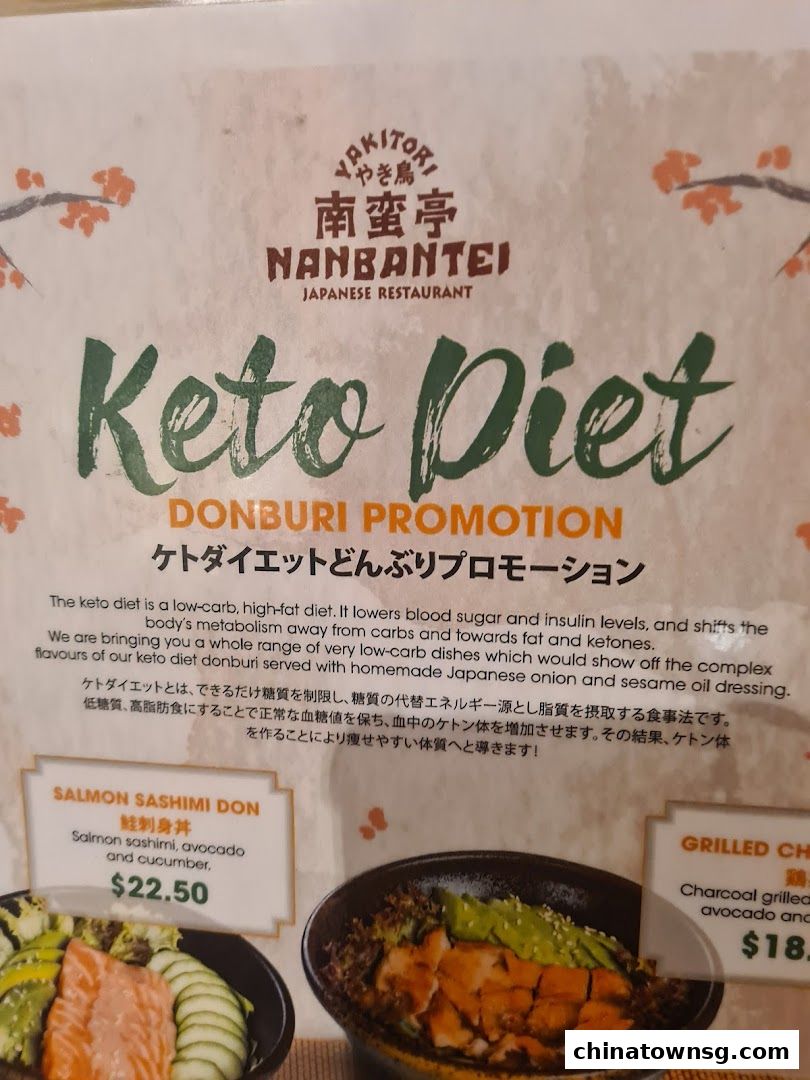 YAKITORI
やき鳥
南蛮亭
NANBANTEI
JAPANESE RESTAURANT
Keto Diet
DONBURI PROMOTION
ケトダイエットどんぶりプロモーション
The keto diet is a low-carb, high-fat diet. It lowers blood sugar and insulin levels, and shifts the
body's metabolism away from carbs and towards fat and ketones.
We are bringing you a whole range of very low-carb dishes which would show off the complex
flavours of our keto diet donburi served with homemade Japanese onion and sesame oil dressing.
ケトダイエットとは、できるだけ糖質を制限し、糖質の代替エネルギー源とし脂質を摂取する食事法です。
低糖質、高脂肪食にすることで正常な血糖値を保ち、血中のケトン体を増加させます。その結果、ケトン体
を作ることにより痩せやすい体質へと導きます!
SALMON SASHIMI DON
鮭刺身丼
Salmon sashimi, avocado
and cucumber,
$22.50
GRILLED CH
鶏
Charcoal grilled
avocado and
$18.
chinatownsg.com